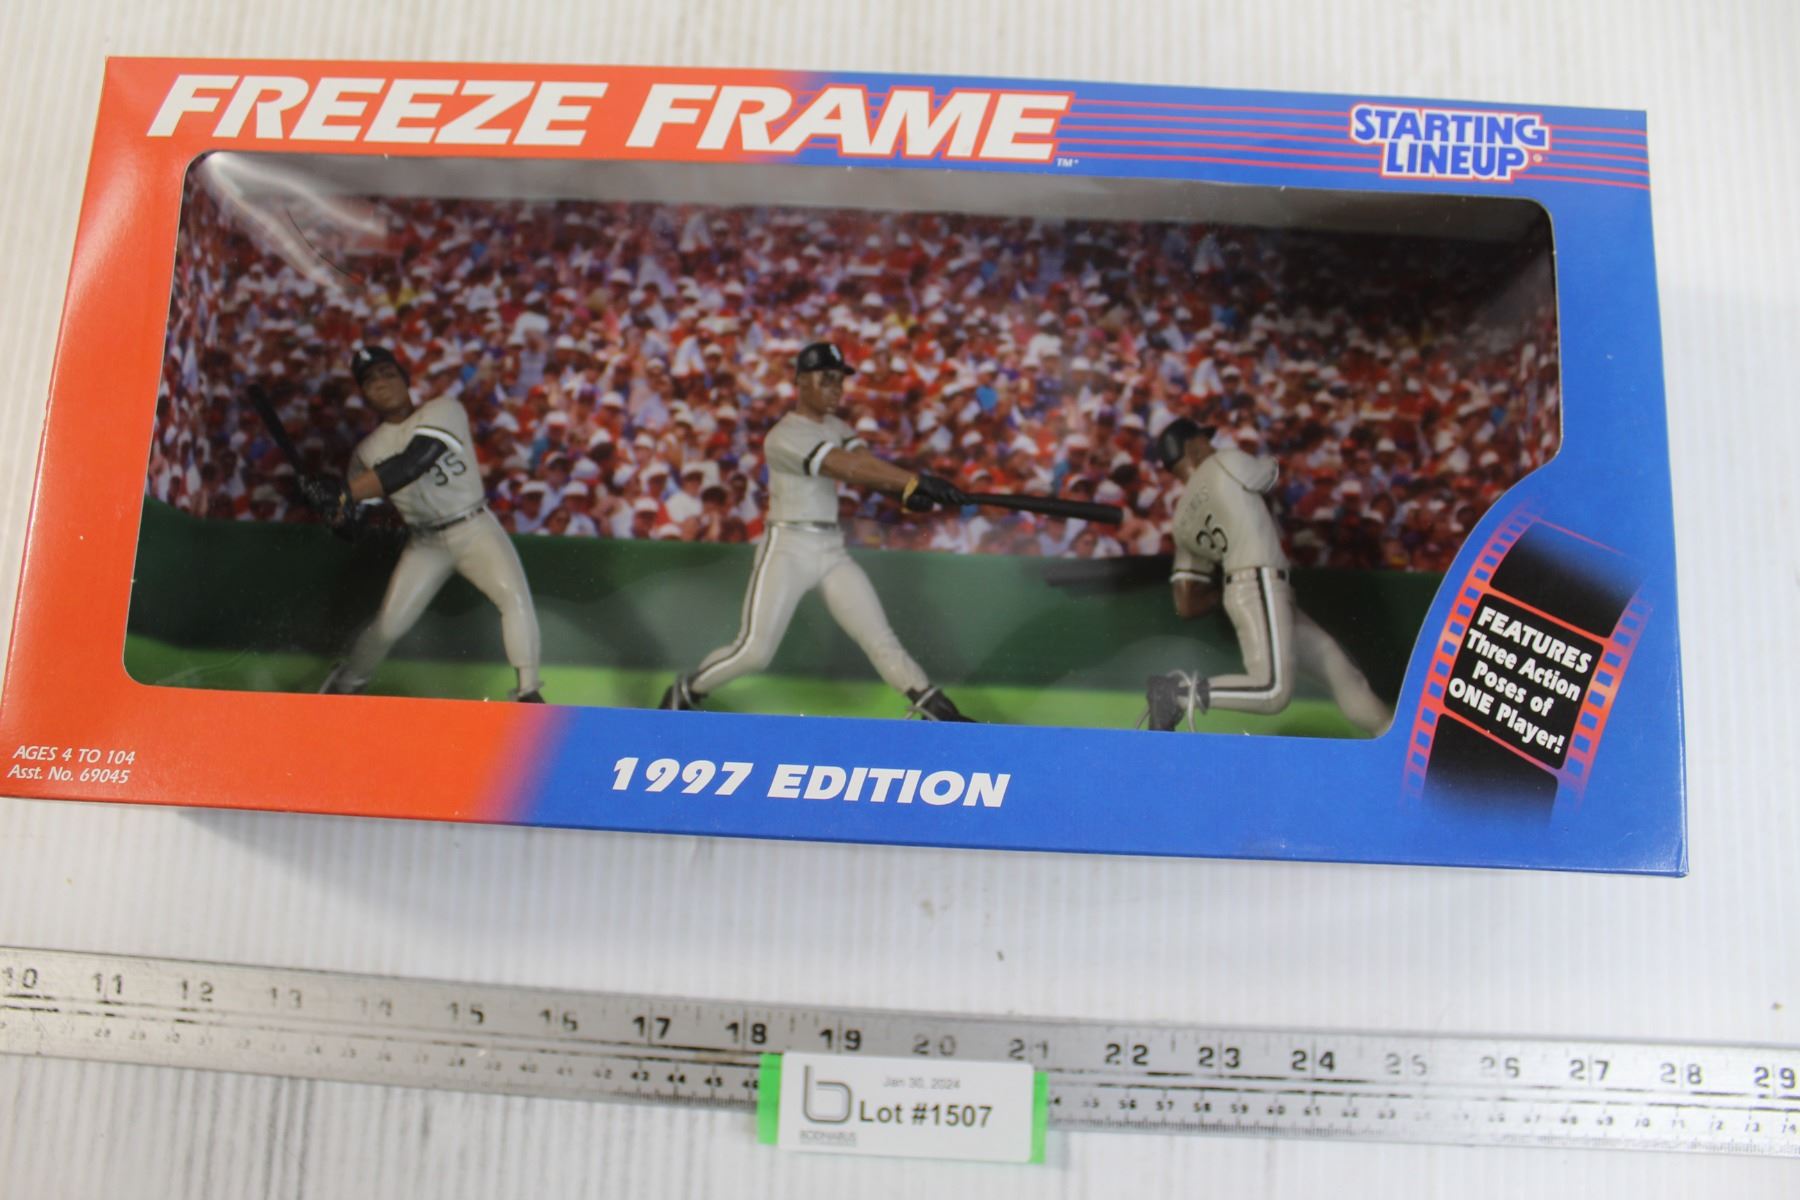 FREEZE FRAME™
STARTING
LINEUP®
35
35
FEATURES
Three Action
Poses of
ONE Player!
AGES 4 TO 104
Asst. No. 69045
1997 EDITION
10 11 12 13 14 15 16 17 18 19 20 21 22 23 24 25 26 27 28 29
Jan 30, 2024
Lot #1507
BODNARUS